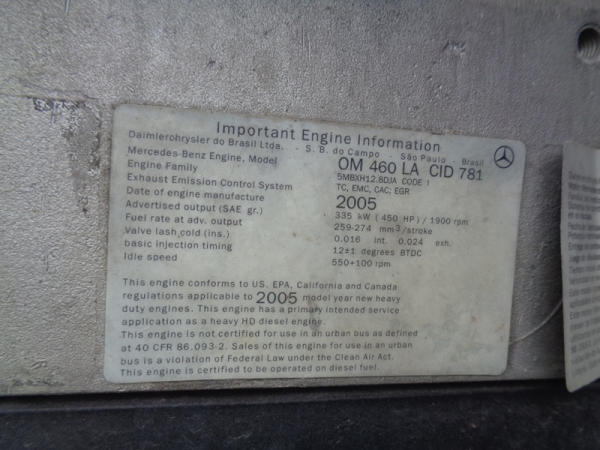 Important Engine Information
Daimlerchrysler do Brasil Ltda. - S. B. do Campo - São Paulo - Brasil
Mercedes-Benz Engine, Model OM 460 LA CID 781
Engine Family 5MBXH12.8DJA CODE I
Exhaust Emission Control System TC, EMC, CAC; EGR
Date of engine manufacture 2005
Advertised output (SAE gr.) 335 kW (450 HP) / 1900 rpm
Fuel rate at adv. output 259-274 mm³/stroke
Valve lash,cold (ins.) 0.016 int. 0.024 exh.
basic injection timing 12±1 degrees BTDC
Idle speed 550+100 rpm
This engine conforms to US. EPA, California and Canada
regulations applicable to 2005 model year new heavy
duty engines. This engine has a primary intended service
application as a heavy HD diesel engine.
This engine is not certified for use in an urban bus as defined
at 40 CFR 86.093-2. Sales of this engine for use in an urban
bus is a violation of Federal Law under the Clean Air Act.
This engine is certified to be operated on diesel fuel.